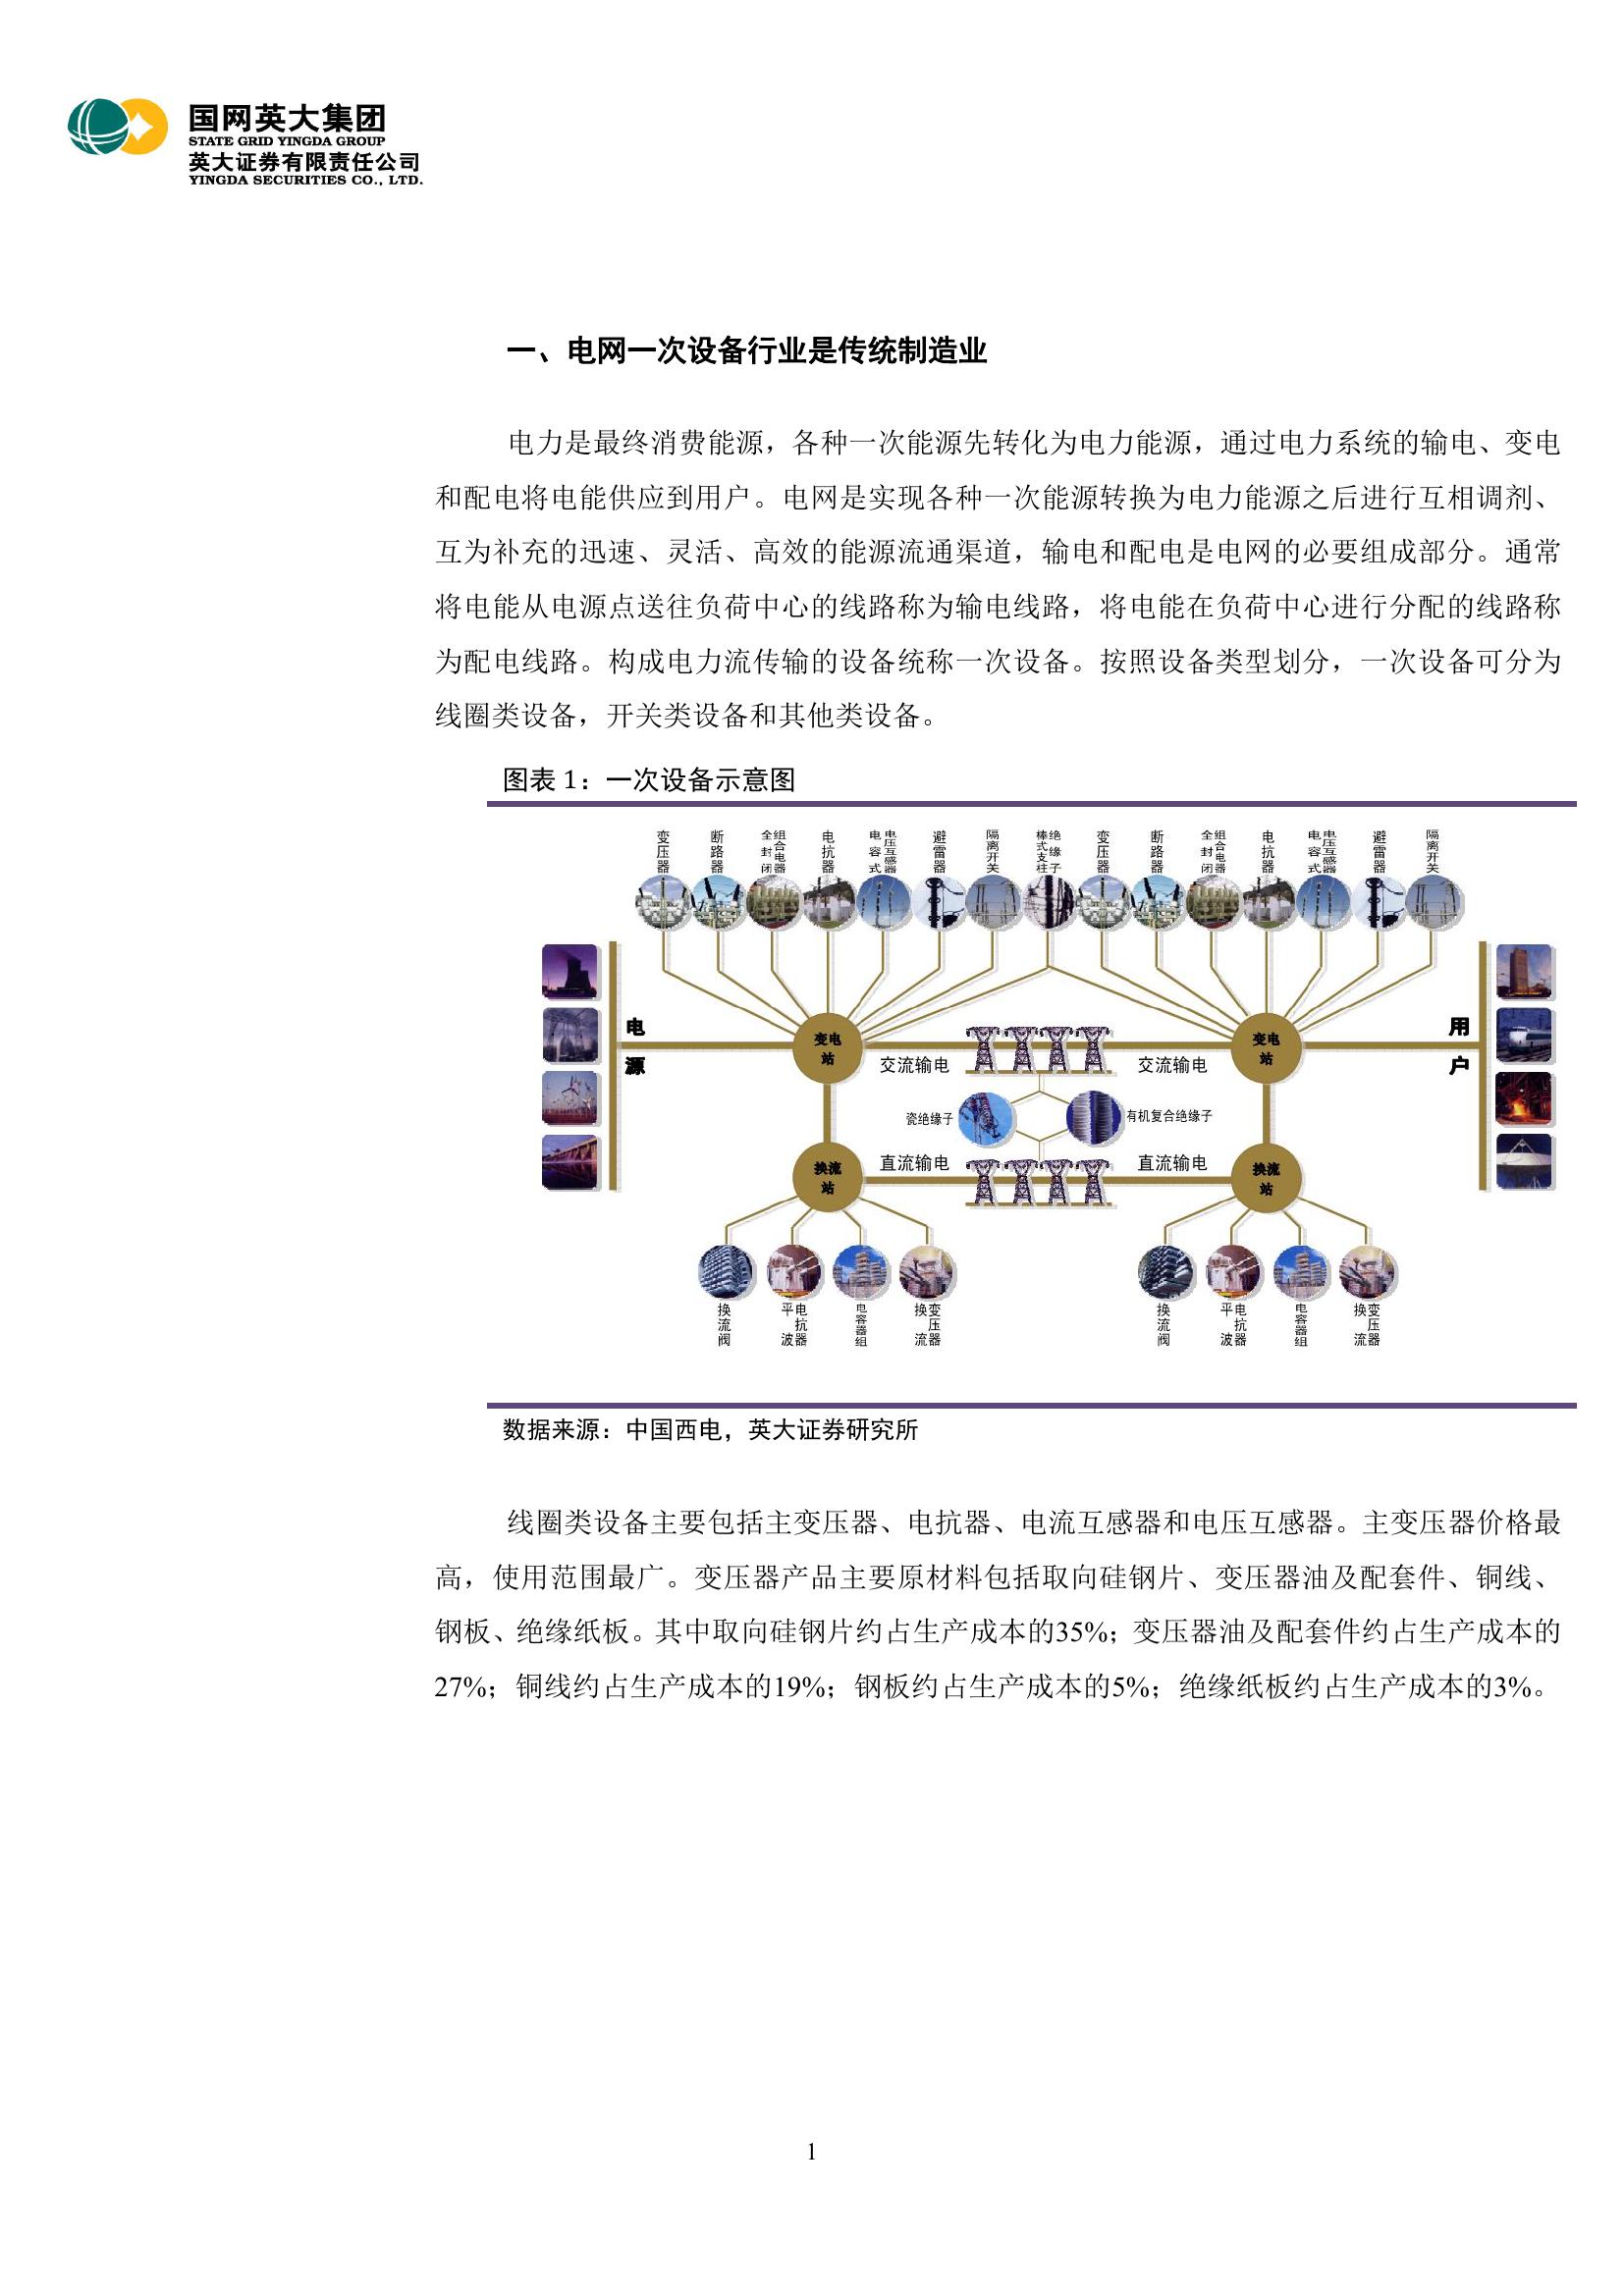 国网英大集团
STATE GRID YINGDA GROUP
英大证券有限责任公司
YINGDA SECURITIES CO., LTD.
一、电网一次设备行业是传统制造业
电力是最终消费能源，各种一次能源先转化为电力能源，通过电力系统的输电、变电
和配电将电能供应到用户。电网是实现各种一次能源转换为电力能源之后进行互相调剂、
互为补充的迅速、灵活、高效的能源流通渠道，输电和配电是电网的必要组成部分。通常
将电能从电源点送往负荷中心的线路称为输电线路，将电能在负荷中心进行分配的线路称
为配电线路。构成电力流传输的设备统称一次设备。按照设备类型划分，一次设备可分为
线圈类设备，开关类设备和其他类设备。
图表 1：一次设备示意图
变压器
断路器
全封闭组合电器
电抗器
电容式电压互感器
避雷器
隔离开关
棒式支柱绝缘子
变压器
断路器
全封闭组合电器
电抗器
电容式电压互感器
避雷器
隔离开关
电源
变电站
交流输电
交流输电
变电站
用户
瓷绝缘子
有机复合绝缘子
换流站
直流输电
直流输电
换流站
换流阀
平波电抗器
电容器组
换流变压器
换流阀
平波电抗器
电容器组
换流变压器
数据来源：中国西电，英大证券研究所
线圈类设备主要包括主变压器、电抗器、电流互感器和电压互感器。主变压器价格最
高，使用范围最广。变压器产品主要原材料包括取向硅钢片、变压器油及配套件、铜线、
钢板、绝缘纸板。其中取向硅钢片约占生产成本的35%；变压器油及配套件约占生产成本的
27%；铜线约占生产成本的19%；钢板约占生产成本的5%；绝缘纸板约占生产成本的3%。
1